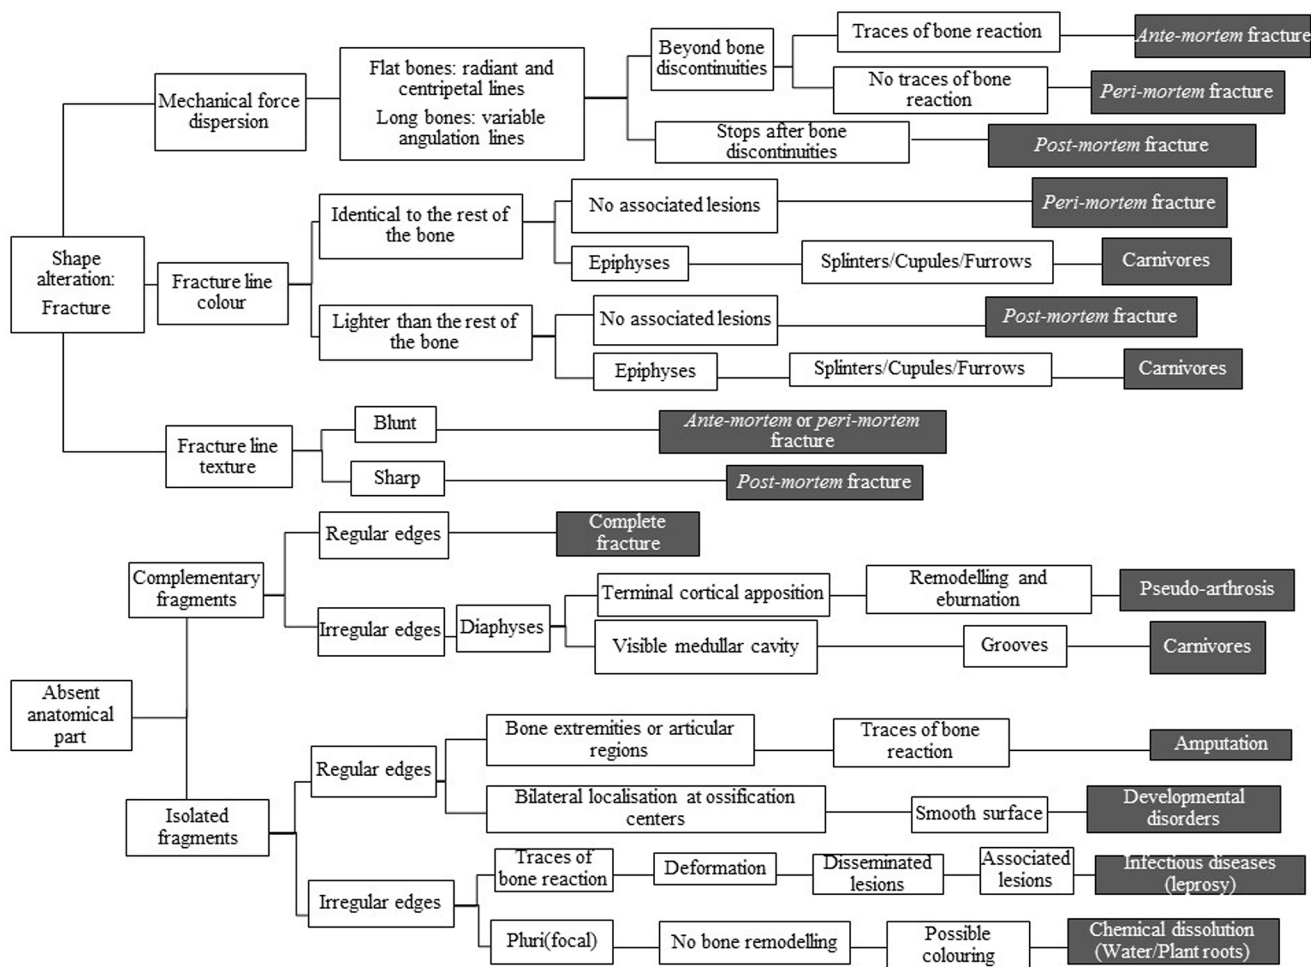 Shape
alteration:
Fracture
Mechanical force
dispersion
Flat bones: radiant and
centripetal lines
Long bones: variable
angulation lines
Beyond bone
discontinuities
Traces of bone reaction
Ante-mortem fracture
No traces of bone
reaction
Peri-mortem fracture
Stops after bone
discontinuities
Post-mortem fracture
Fracture line
colour
Identical to the rest of
the bone
No associated lesions
Peri-mortem fracture
Epiphyses
Splinters/Cupules/Furrows
Carnivores
Lighter than the rest of
the bone
No associated lesions
Post-mortem fracture
Epiphyses
Splinters/Cupules/Furrows
Carnivores
Fracture line
texture
Blunt
Ante-mortem or peri-mortem
fracture
Sharp
Post-mortem fracture
Absent
anatomical
part
Complementary
fragments
Regular edges
Complete
fracture
Irregular edges
Diaphyses
Terminal cortical apposition
Remodelling and
eburnation
Pseudo-arthrosis
Visible medullar cavity
Grooves
Carnivores
Isolated
fragments
Regular edges
Bone extremities or articular
regions
Traces of bone
reaction
Amputation
Bilateral localisation at ossification
centers
Smooth surface
Developmental
disorders
Irregular edges
Traces of
bone reaction
Deformation
Disseminated
lesions
Associated
lesions
Infectious diseases
(leprosy)
Pluri(focal)
No bone remodelling
Possible
colouring
Chemical dissolution
(Water/Plant roots)